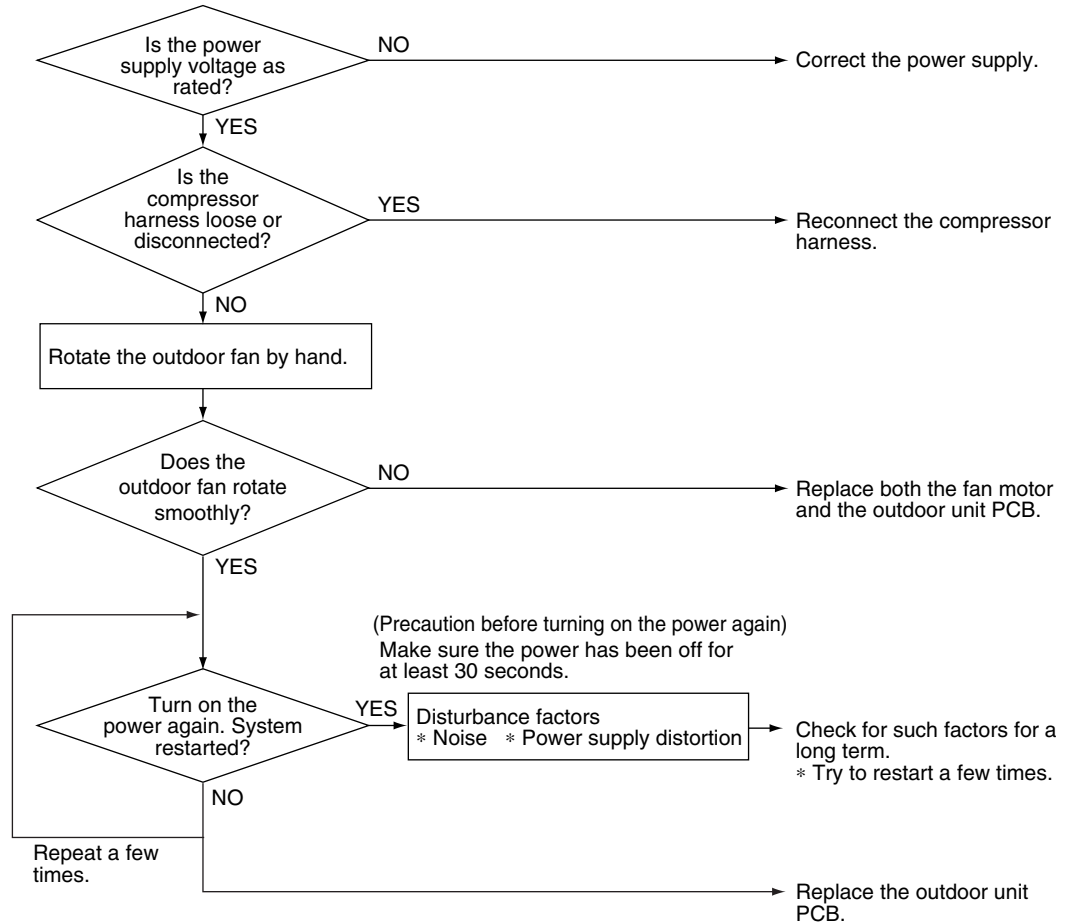 Is the power
supply voltage as
rated?
NO
Correct the power supply.
YES
Is the
compressor
harness loose or
disconnected?
YES
Reconnect the compressor
harness.
NO
Rotate the outdoor fan by hand.
Does the
outdoor fan rotate
smoothly?
NO
Replace both the fan motor
and the outdoor unit PCB.
YES
(Precaution before turning on the power again)
Make sure the power has been off for
at least 30 seconds.
Turn on the
power again. System
restarted?
YES
Disturbance factors
∗ Noise ∗ Power supply distortion
Check for such factors for a
long term.
∗ Try to restart a few times.
NO
Repeat a few
times.
Replace the outdoor unit
PCB.